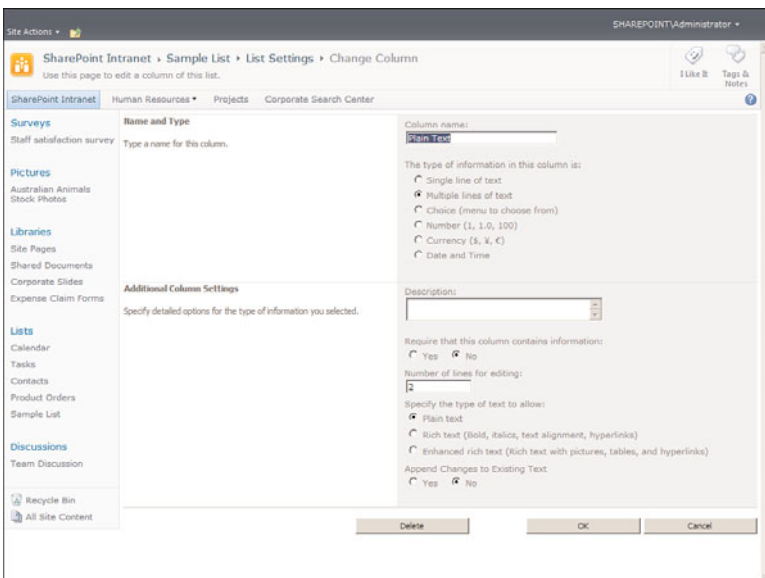 SHAREPOINT\Administrator
Site Actions
SharePoint Intranet › Sample List › List Settings › Change Column
Use this page to edit a column of this list.
I Like It
Tags & Notes
SharePoint Intranet Human Resources Projects Corporate Search Center
Surveys
Staff satisfaction survey
Pictures
Australian Animals
Stock Photos
Libraries
Site Pages
Shared Documents
Corporate Slides
Expense Claim Forms
Lists
Calendar
Tasks
Contacts
Product Orders
Sample List
Discussions
Team Discussion
Recycle Bin
All Site Content
Name and Type
Type a name for this column.
Column name:
Plain Text
The type of information in this column is:
Single line of text
Multiple lines of text
Choice (menu to choose from)
Number (1, 1.0, 100)
Currency ($, ¥, €)
Date and Time
Additional Column Settings
Specify detailed options for the type of information you selected.
Description:
Require that this column contains information:
Yes No
Number of lines for editing:
2
Specify the type of text to allow:
Plain text
Rich text (Bold, italics, text alignment, hyperlinks)
Enhanced rich text (Rich text with pictures, tables, and hyperlinks)
Append Changes to Existing Text
Yes No
Delete OK Cancel